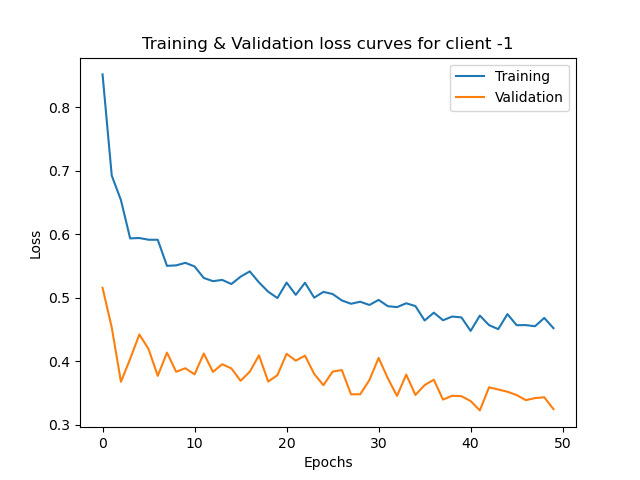 Training & Validation loss curves for client -1
Training
Validation
Loss
0.8
0.7
0.6
0.5
0.4
0.3
0
10
20
30
40
50
Epochs